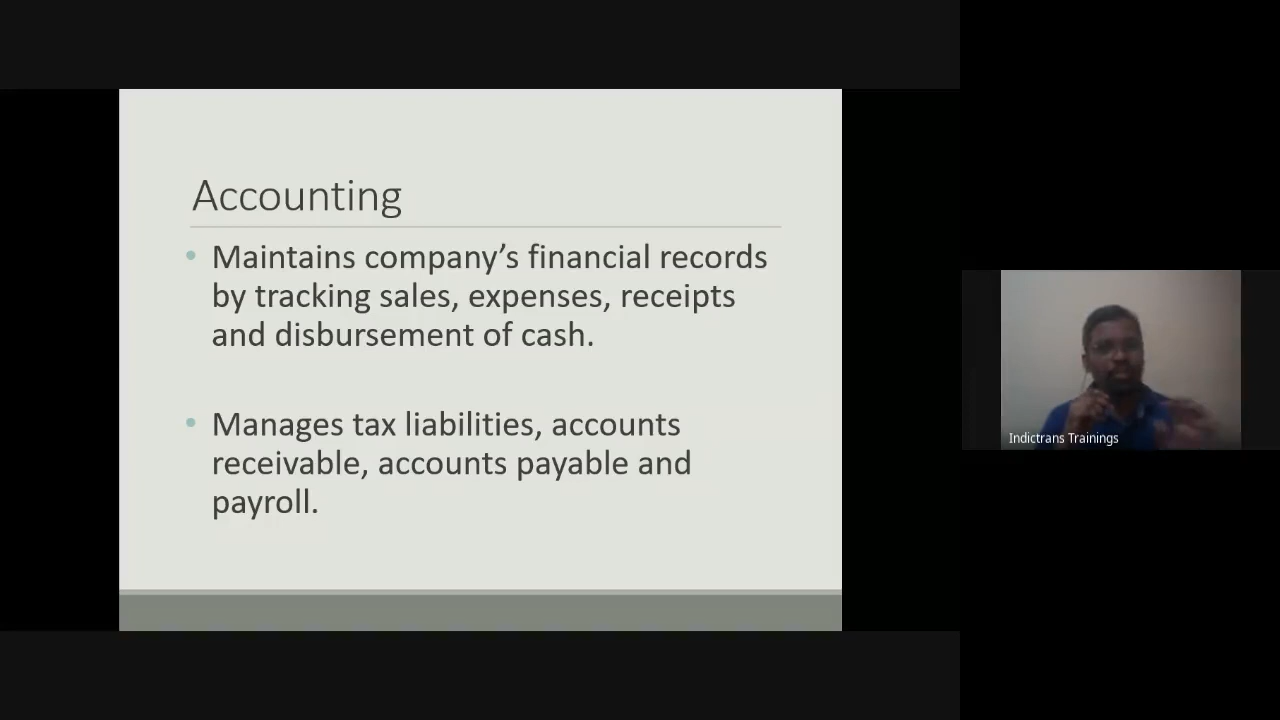 Accounting
• Maintains company’s financial records
by tracking sales, expenses, receipts
and disbursement of cash.
• Manages tax liabilities, accounts
receivable, accounts payable and
payroll.
Indictrans Trainings